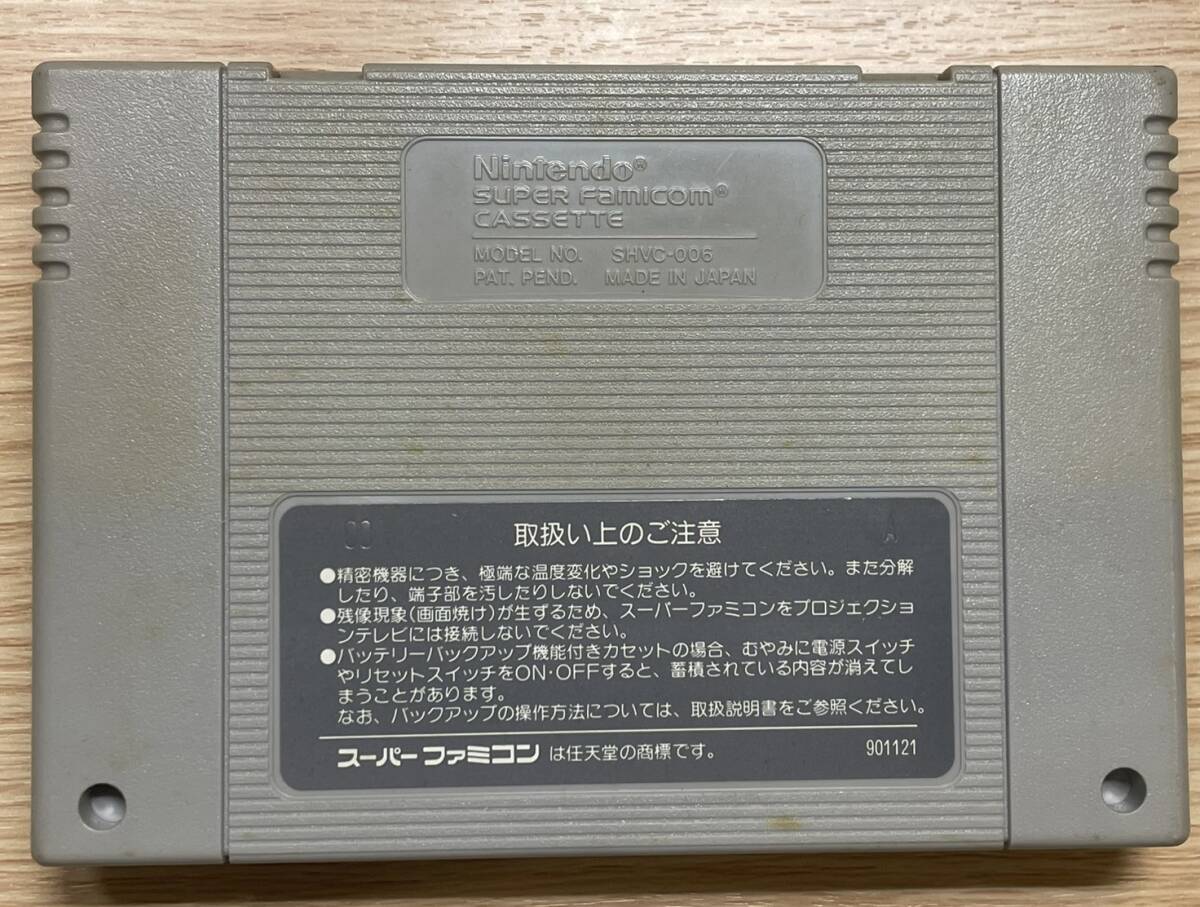 Nintendo®
SUPER FAMICOM®
CASSETTE
MODEL NO. SHVC-006
PAT. PEND. MADE IN JAPAN
取扱い上のご注意
A
●精密機器につき、極端な温度変化やショックを避けてください。また分解
したり、端子部を汚したりしないでください。
●残像現象(画面焼け)が生ずるため、スーパーファミコンをプロジェクショ
ンテレビには接続しないでください。
●バッテリーバックアップ機能付きカセットの場合、むやみに電源スイッチ
やリセットスイッチをON・OFFすると、蓄積されている内容が消えてし
まうことがあります。
なお、バックアップの操作方法については、取扱説明書をご参照ください。
スーパーファミコン は任天堂の商標です。 901121